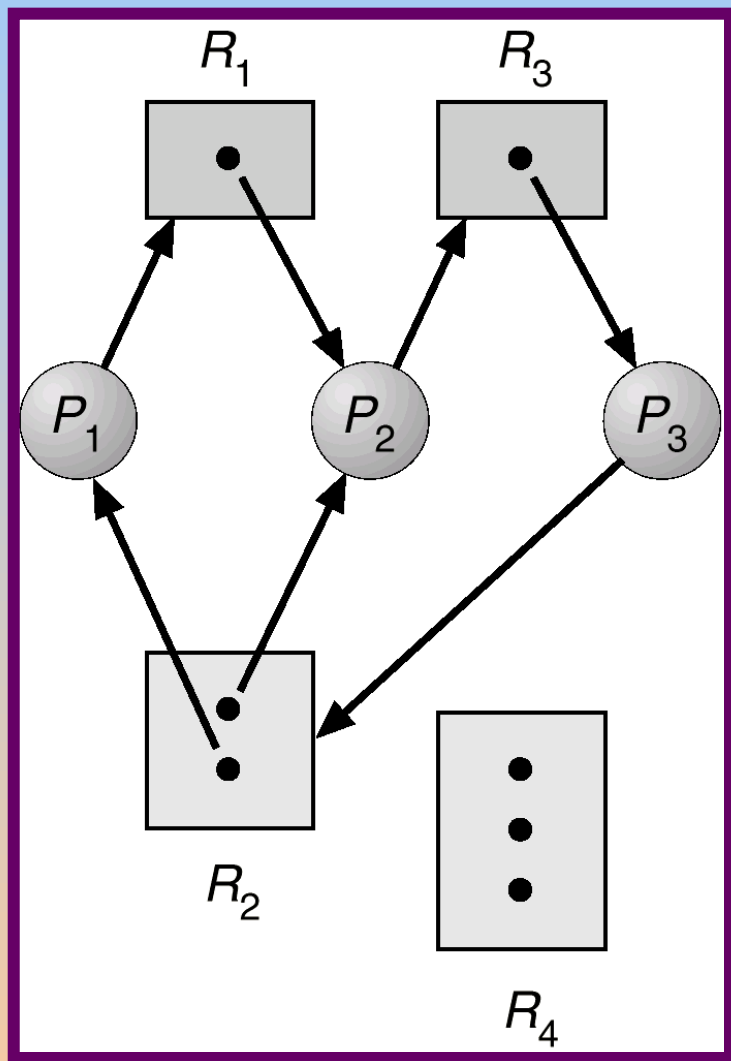 R₁ R₃
P₁ P₂ P₃
R₂
R₄